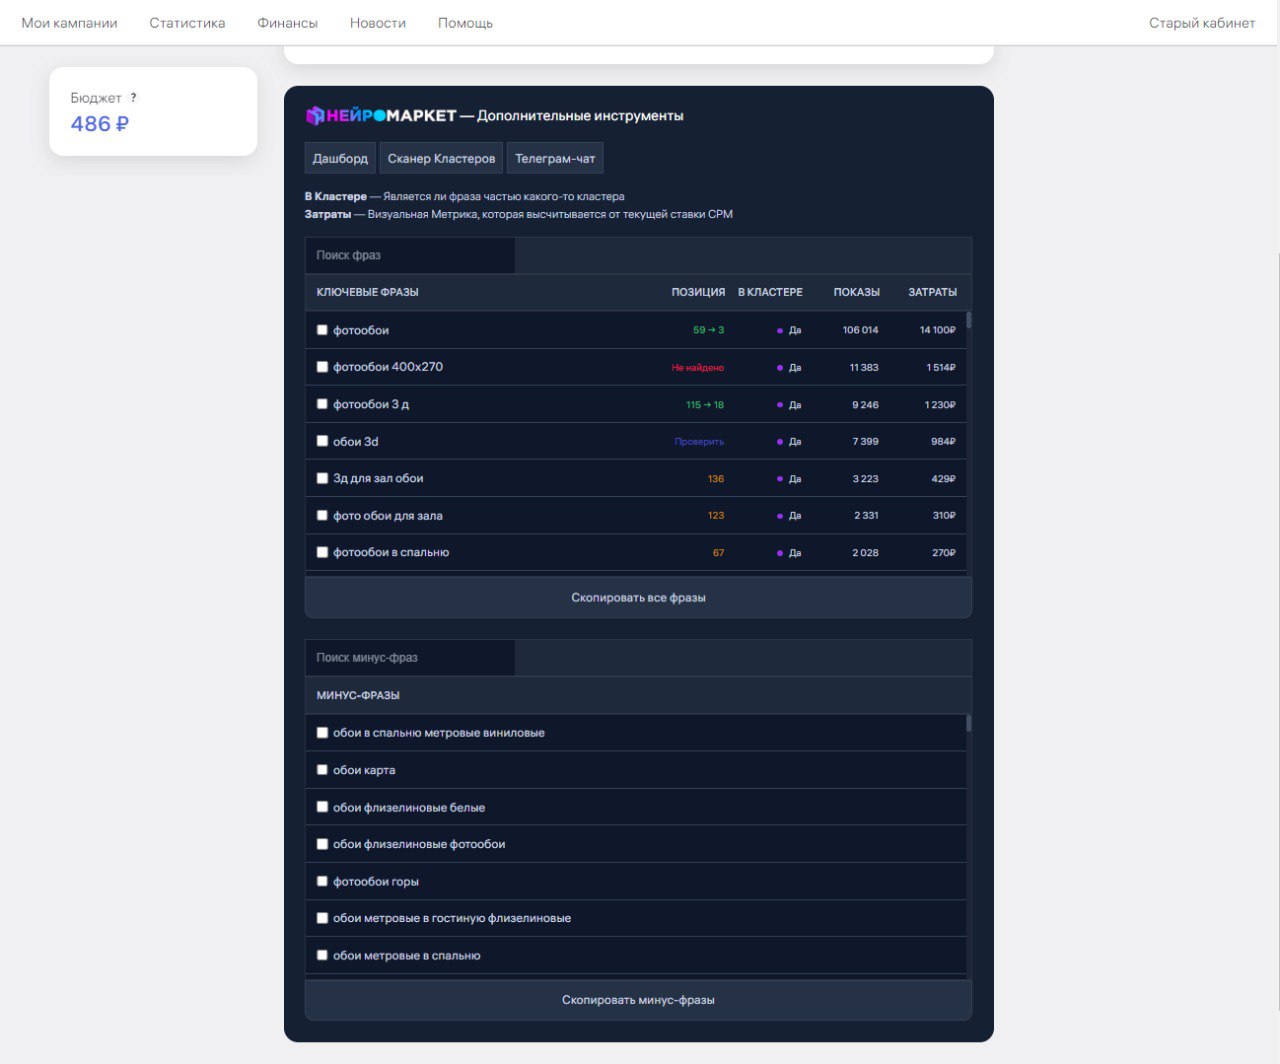 Мои кампании Статистика Финансы Новости Помощь Старый кабинет
Бюджет ?
486 ₽
НЕЙРОМАРКЕТ — Дополнительные инструменты
Дашборд Сканер Кластеров Телеграм-чат
В Кластере — Является ли фраза частью какого-то кластера
Затраты — Визуальная Метрика, которая высчитывается от текущей ставки CPM
Поиск фраз
КЛЮЧЕВЫЕ ФРАЗЫ ПОЗИЦИЯ В КЛАСТЕРЕ ПОКАЗЫ ЗАТРАТЫ
фотообои 59 → 3 Да 106 014 14 100₽
фотообои 400х270 Не найдено Да 11 383 1 514₽
фотообои 3 д 115 → 18 Да 9 246 1 230₽
обои 3d Проверить Да 7 399 984₽
3д для зал обои 136 Да 3 223 429₽
фото обои для зала 123 Да 2 331 310₽
фотообои в спальню 67 Да 2 028 270₽
Скопировать все фразы
Поиск минус-фраз
МИНУС-ФРАЗЫ
обои в спальню метровые виниловые
обои карта
обои флизелиновые белые
обои флизелиновые фотообои
фотообои горы
обои метровые в гостиную флизелиновые
обои метровые в спальню
Скопировать минус-фразы